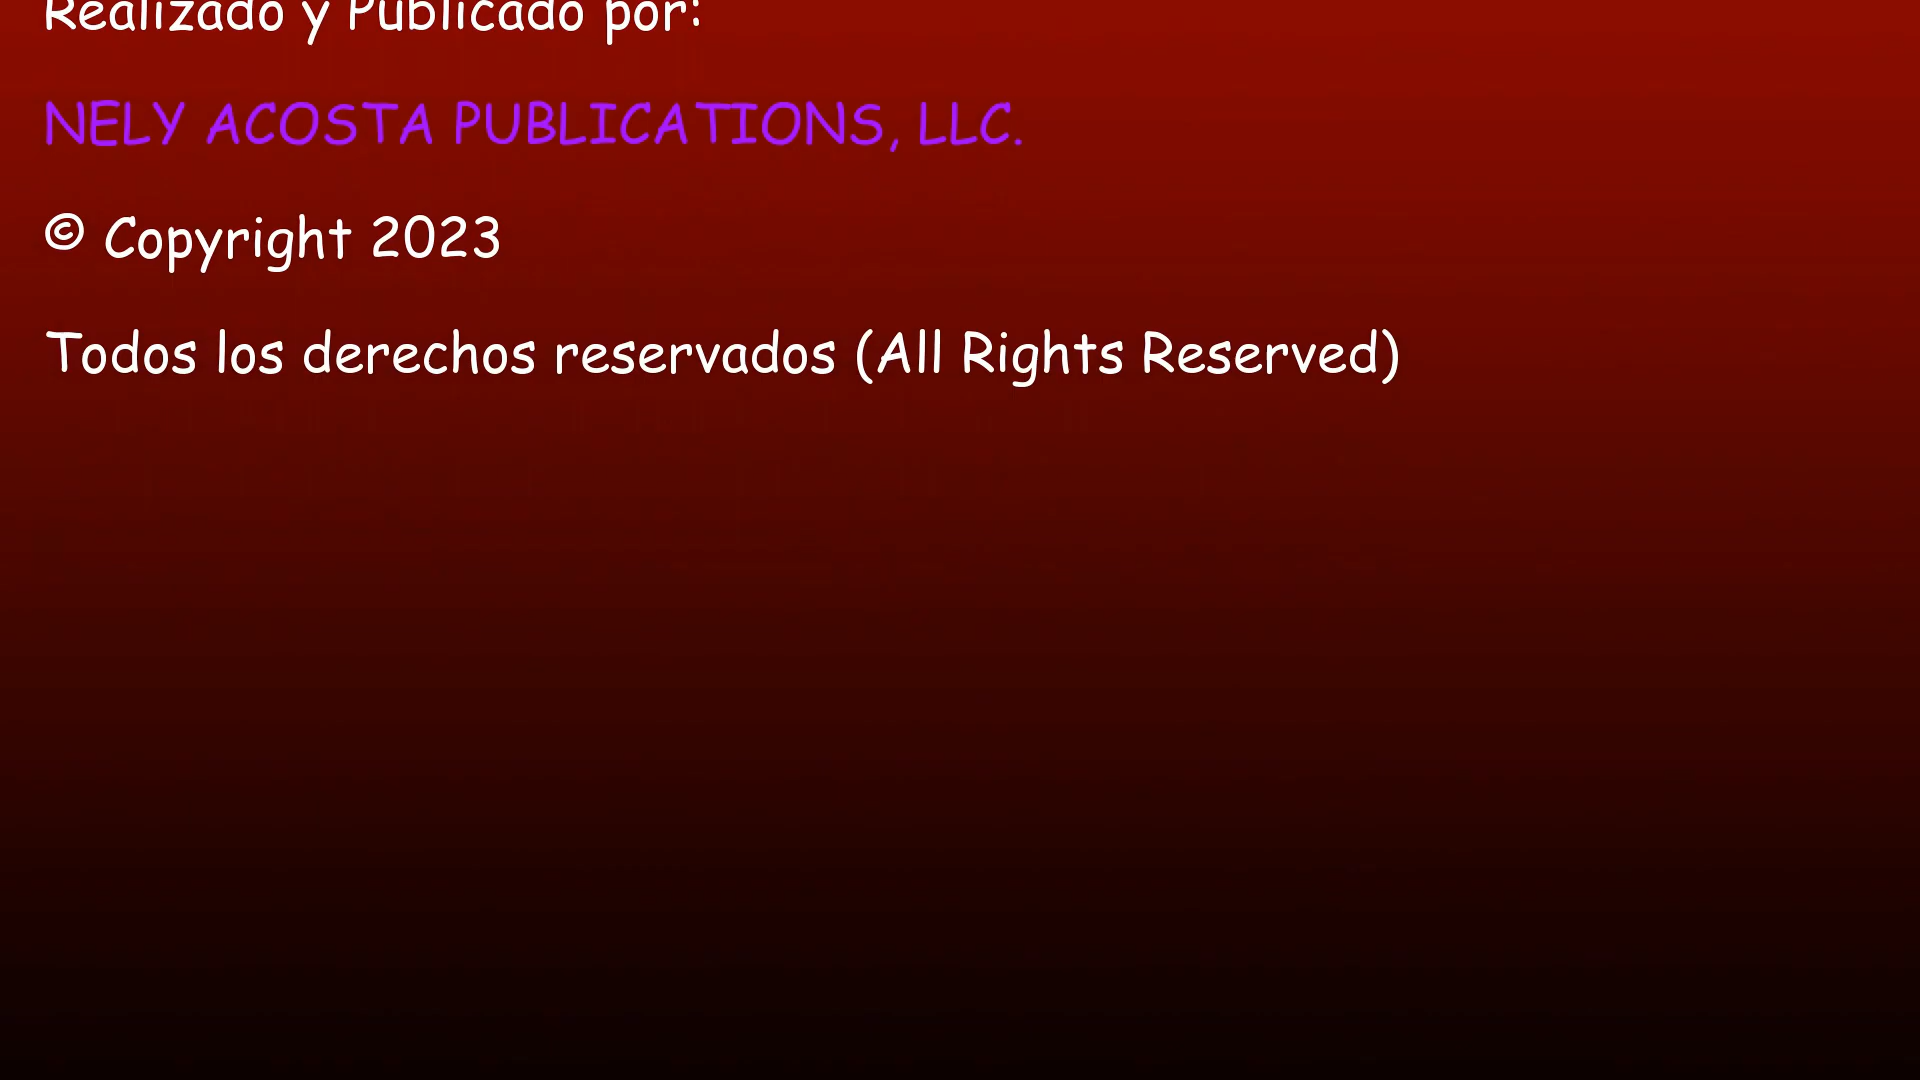 Realizado y Publicado por:
NELY ACOSTA PUBLICATIONS, LLC.
© Copyright 2023
Todos los derechos reservados (All Rights Reserved)